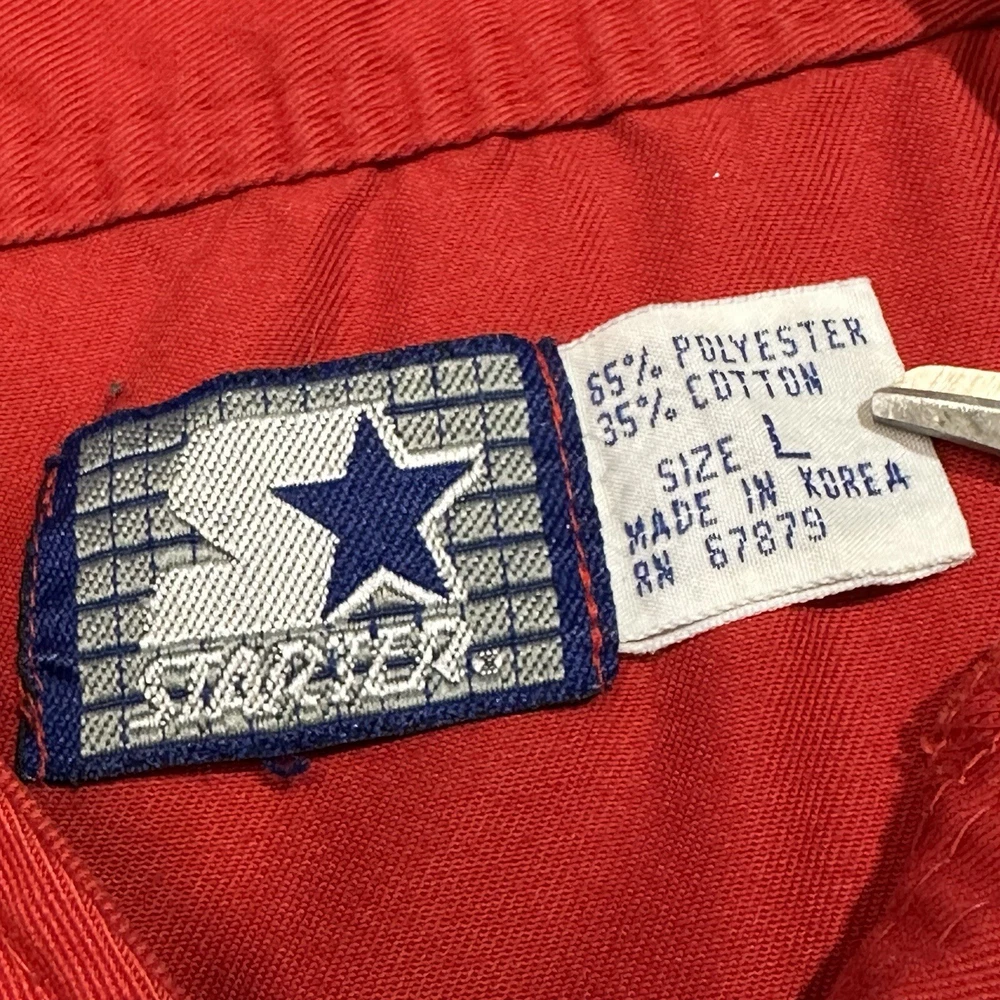 STARTER®
65% POLYESTER
35% COTTON
SIZE L
MADE IN KOREA
RN 67879